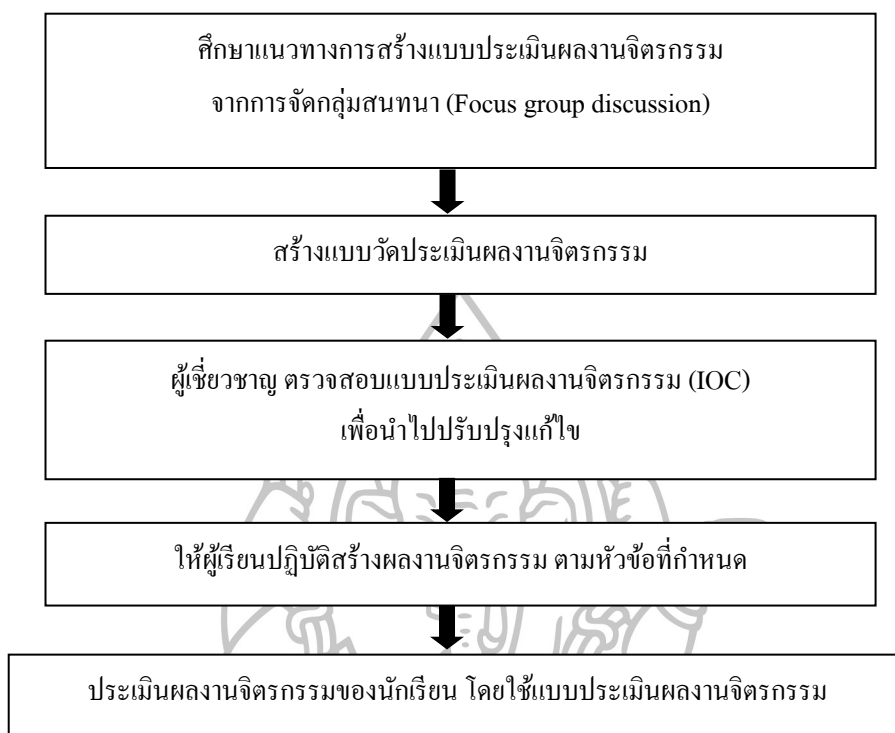 ศึกษาแนวทางการสร้างแบบประเมินผลงานจิตรกรรม
จากการจัดกลุ่มสนทนา (Focus group discussion)
สร้างแบบวัดประเมินผลงานจิตรกรรม
ผู้เชี่ยวชาญ ตรวจสอบแบบประเมินผลงานจิตรกรรม (IOC)
เพื่อนำไปปรับปรุงแก้ไข
ให้ผู้เรียนปฏิบัติสร้างผลงานจิตรกรรม ตามหัวข้อที่กำหนด
ประเมินผลงานจิตรกรรมของนักเรียน โดยใช้แบบประเมินผลงานจิตรกรรม